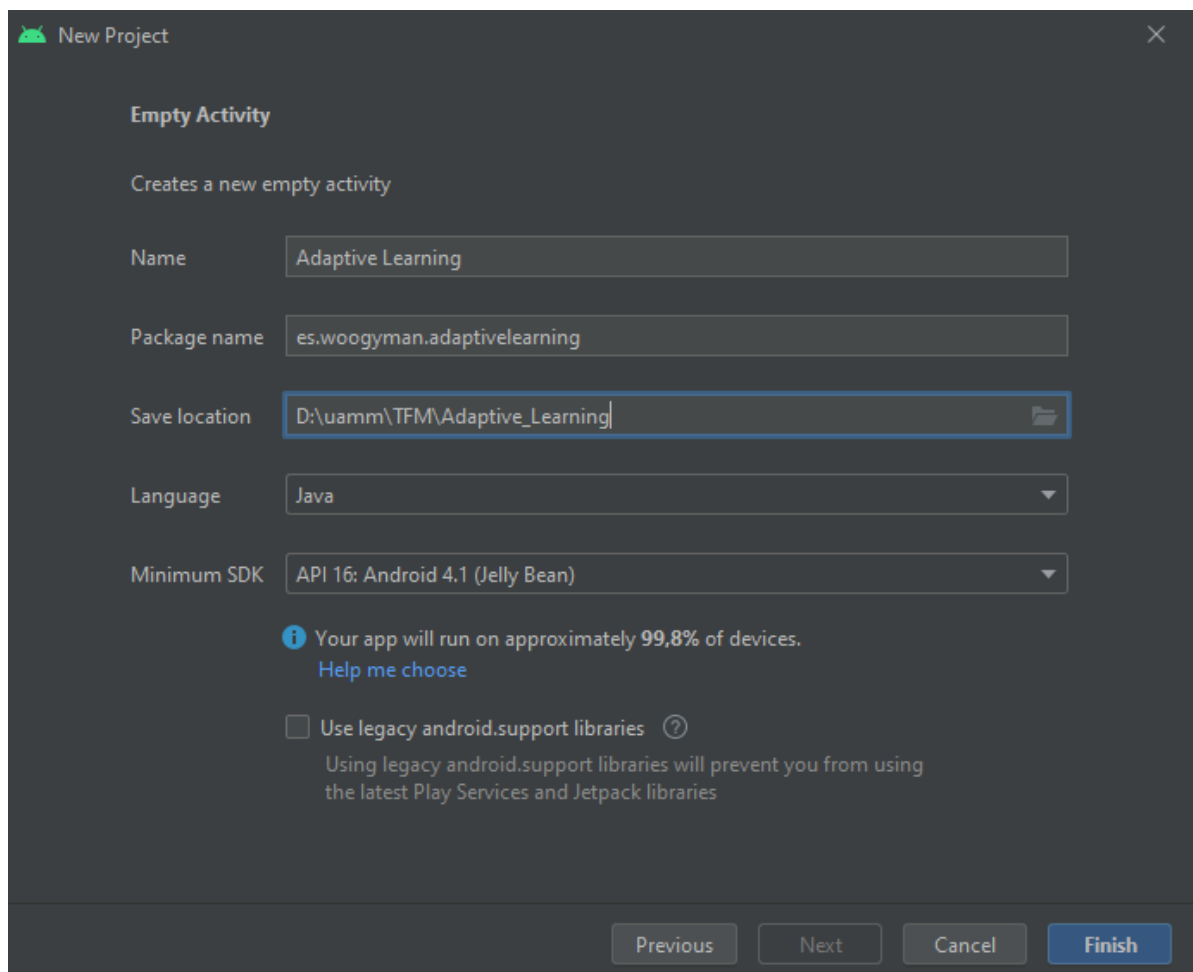 New Project
Empty Activity
Creates a new empty activity
Name Adaptive Learning
Package name es.woogyman.adaptivelearning
Save location D:\uamm\TFM\Adaptive_Learning
Language Java
Minimum SDK API 16: Android 4.1 (Jelly Bean)
i Your app will run on approximately 99,8% of devices.
Help me choose
Use legacy android.support libraries ?
Using legacy android.support libraries will prevent you from using
the latest Play Services and Jetpack libraries
Previous Next Cancel Finish